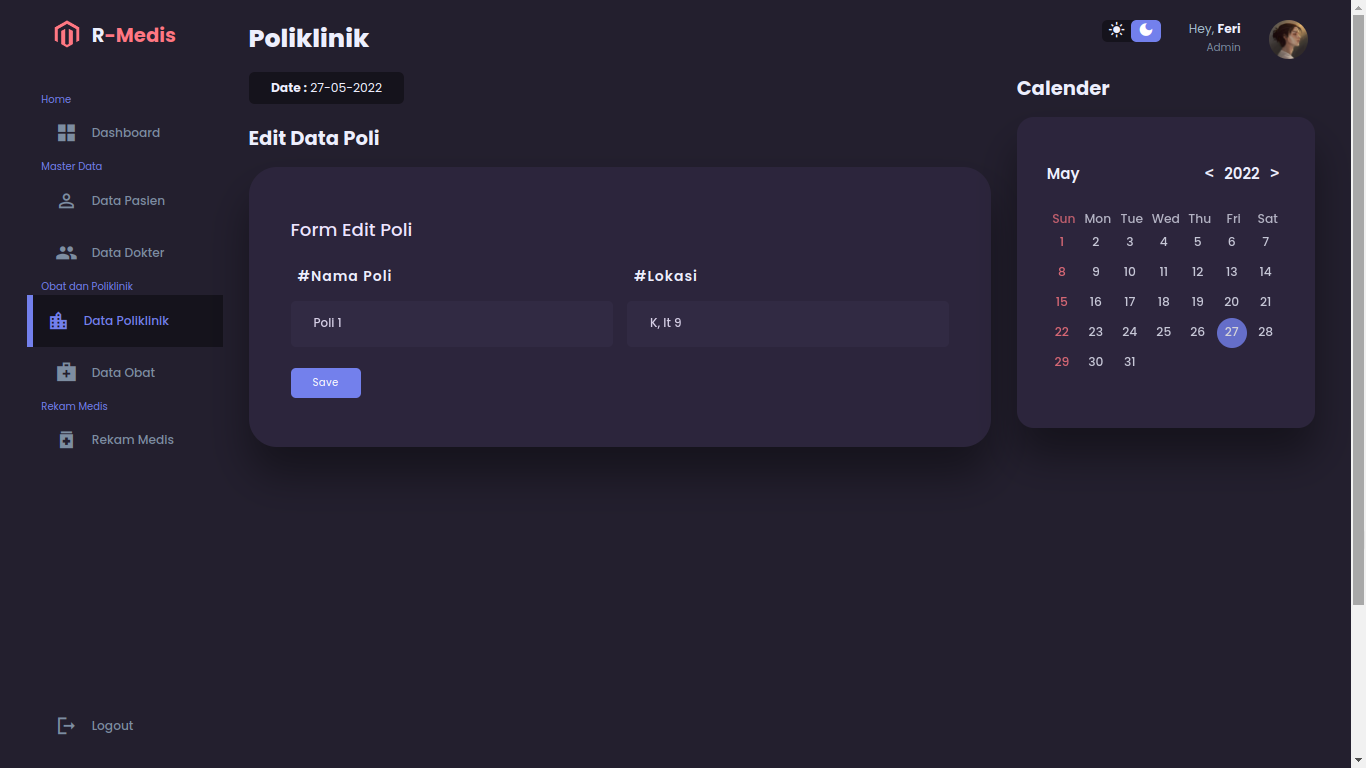 R-Medis
Home
Dashboard
Master Data
Data Pasien
Data Dokter
Obat dan Poliklinik
Data Poliklinik
Data Obat
Rekam Medis
Rekam Medis
Logout
Poliklinik
Date : 27-05-2022
Edit Data Poli
Form Edit Poli
#Nama Poli #Lokasi
Poli 1 K, lt 9
Save
Hey, Feri
Admin
Calender
May < 2022 >
Sun Mon Tue Wed Thu Fri Sat
1 2 3 4 5 6 7
8 9 10 11 12 13 14
15 16 17 18 19 20 21
22 23 24 25 26 27 28
29 30 31